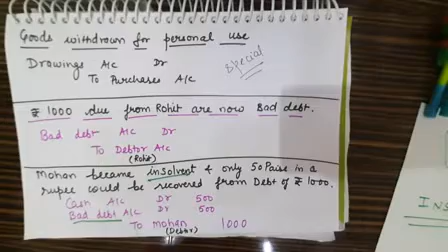 Goods withdrawn for personal use
Drawings A/c Dr
To Purchases A/c
Special
₹ 1000 due from Rohit are now Bad debt.
Bad debt A/c Dr
To Debtor A/c
(Rohit)
Mohan became insolvent & only 50 Paise in a
rupee could be recovered from Debt of ₹ 1000.
Cash A/c Dr 500
Bad debt A/c Dr 500
To Mohan 1000
(Debtor)
INS